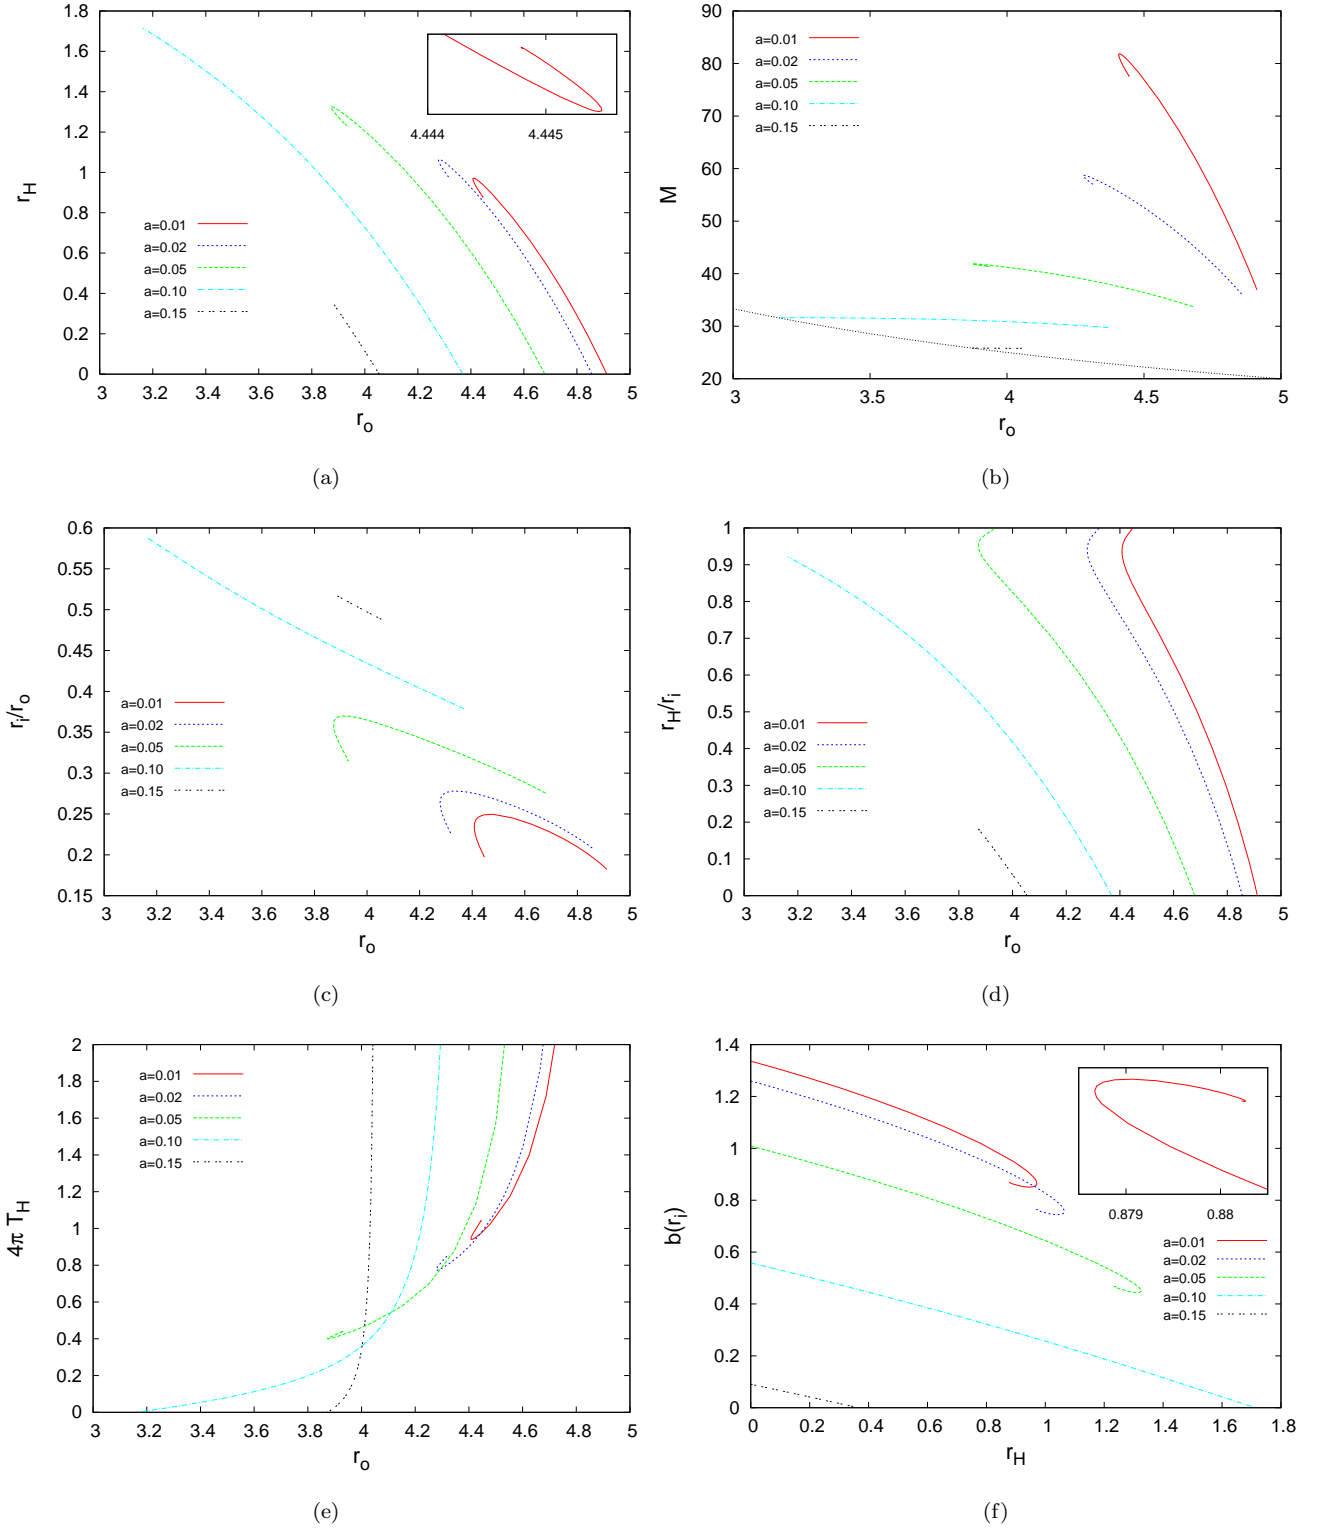 1.8
1.6
1.4
1.2
1
0.8
0.6
0.4
0.2
0
r_H
4.444
4.445
a=0.01
a=0.02
a=0.05
a=0.10
a=0.15
3
3.2
3.4
3.6
3.8
4
4.2
4.4
4.6
4.8
5
r_o
(a)
90
80
70
60
50
40
30
20
M
a=0.01
a=0.02
a=0.05
a=0.10
a=0.15
3
3.5
4
4.5
5
r_o
(b)
0.6
0.55
0.5
0.45
0.4
0.35
0.3
0.25
0.2
0.15
r_i/r_o
a=0.01
a=0.02
a=0.05
a=0.10
a=0.15
3
3.2
3.4
3.6
3.8
4
4.2
4.4
4.6
4.8
5
r_o
(c)
1
0.9
0.8
0.7
0.6
0.5
0.4
0.3
0.2
0.1
0
r_H/r_i
a=0.01
a=0.02
a=0.05
a=0.10
a=0.15
3
3.2
3.4
3.6
3.8
4
4.2
4.4
4.6
4.8
5
r_o
(d)
2
1.8
1.6
1.4
1.2
1
0.8
0.6
0.4
0.2
0
4π T_H
a=0.01
a=0.02
a=0.05
a=0.10
a=0.15
3
3.2
3.4
3.6
3.8
4
4.2
4.4
4.6
4.8
5
r_o
(e)
1.4
1.2
1
0.8
0.6
0.4
0.2
0
b(r_i)
0.879
0.88
a=0.01
a=0.02
a=0.05
a=0.10
a=0.15
0
0.2
0.4
0.6
0.8
1
1.2
1.4
1.6
1.8
r_H
(f)